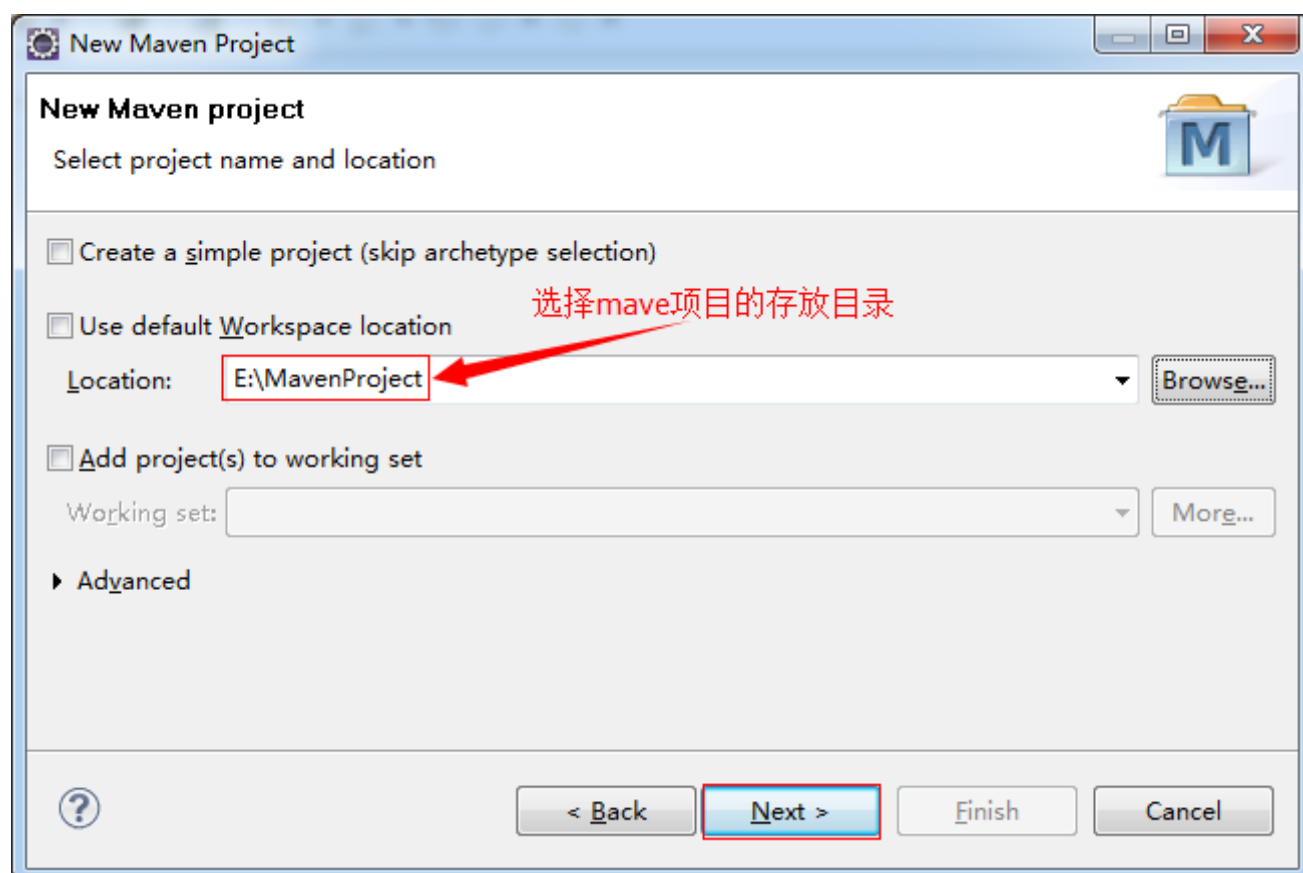 New Maven Project
New Maven project
M
Select project name and location
Create a simple project (skip archetype selection)
选择mave项目的存放目录
Use default Workspace location
Location: E:\MavenProject Browse...
Add project(s) to working set
Working set: More...
Advanced
? < Back Next > Finish Cancel